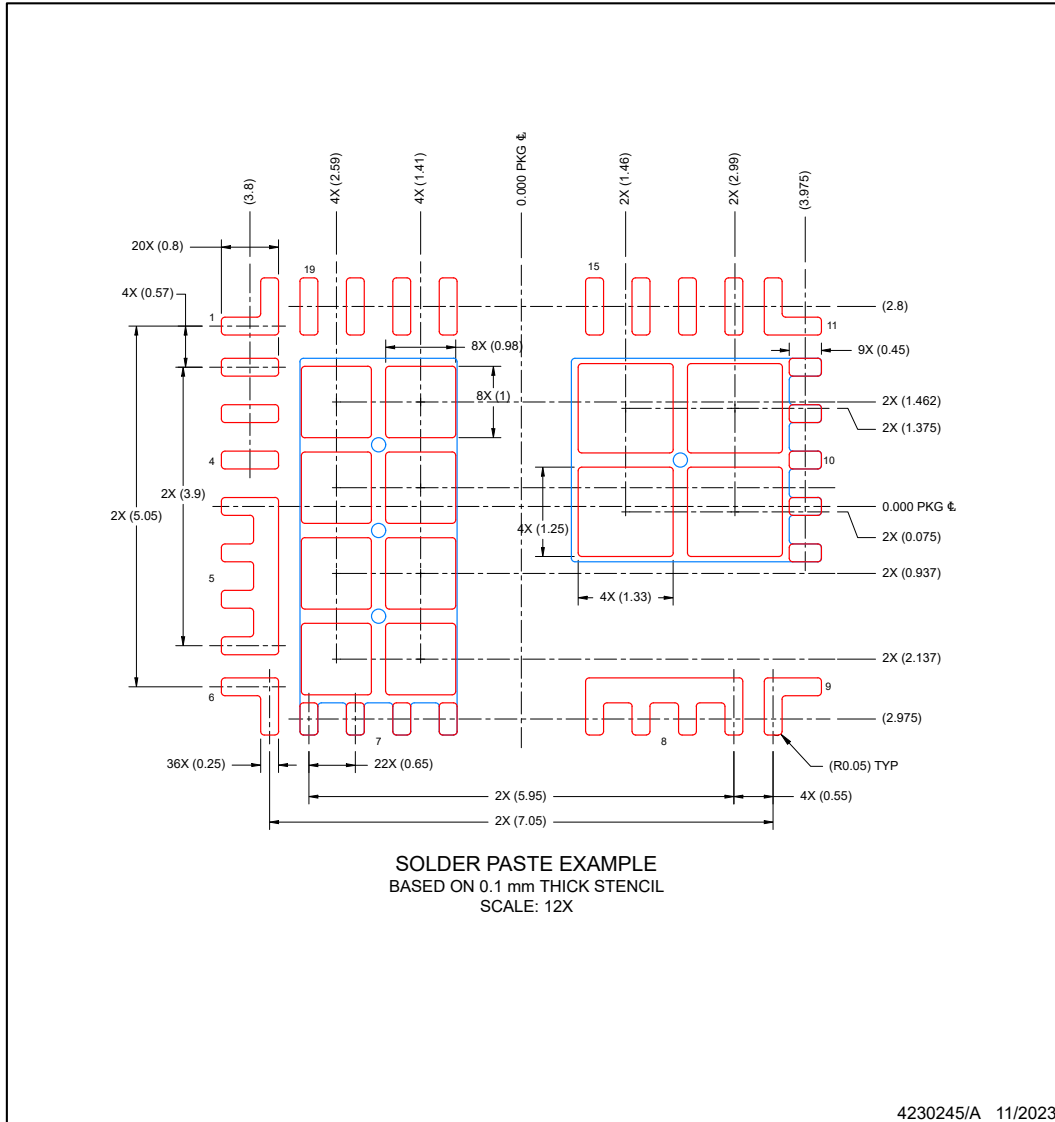 (3.8)
4X (2.59)
4X (1.41)
0.000 PKG ℄
2X (1.46)
2X (2.99)
(3.975)
20X (0.8)
19
15
4X (0.57)
(2.8)
1
11
8X (0.98)
9X (0.45)
8X (1)
2X (1.462)
2X (1.375)
4
10
2X (3.9)
0.000 PKG ℄
2X (5.05)
4X (1.25)
2X (0.075)
5
2X (0.937)
4X (1.33)
2X (2.137)
6
9
(2.975)
7
8
36X (0.25)
22X (0.65)
(R0.05) TYP
2X (5.95)
4X (0.55)
2X (7.05)
SOLDER PASTE EXAMPLE
BASED ON 0.1 mm THICK STENCIL
SCALE: 12X
4230245/A 11/2023